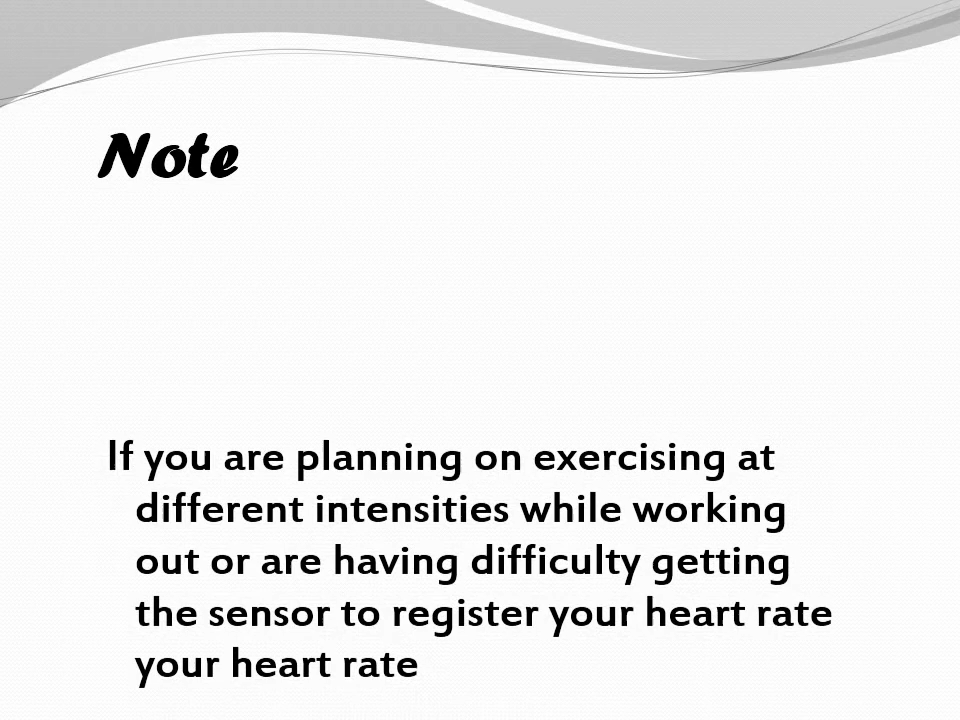 Note
If you are planning on exercising at
different intensities while working
out or are having difficulty getting
the sensor to register your heart rate
your heart rate